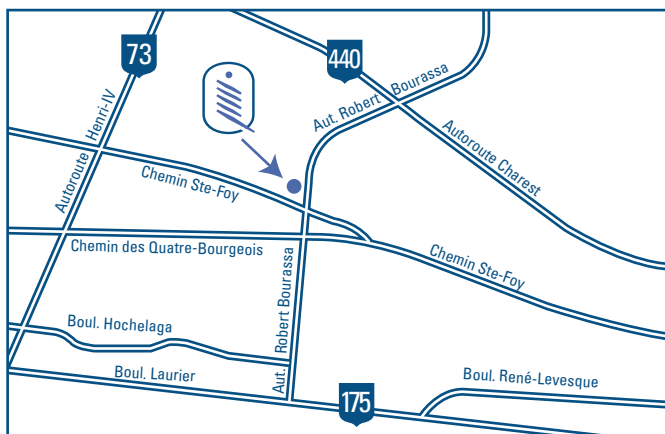 73
440
Aut. Robert Bourassa
Autoroute Henri-IV
Autoroute Charest
Chemin Ste-Foy
Chemin des Quatre-Bourgeois
Chemin Ste-Foy
Aut. Robert Bourassa
Boul. Hochelaga
Boul. Laurier
Boul. René-Levesque
175